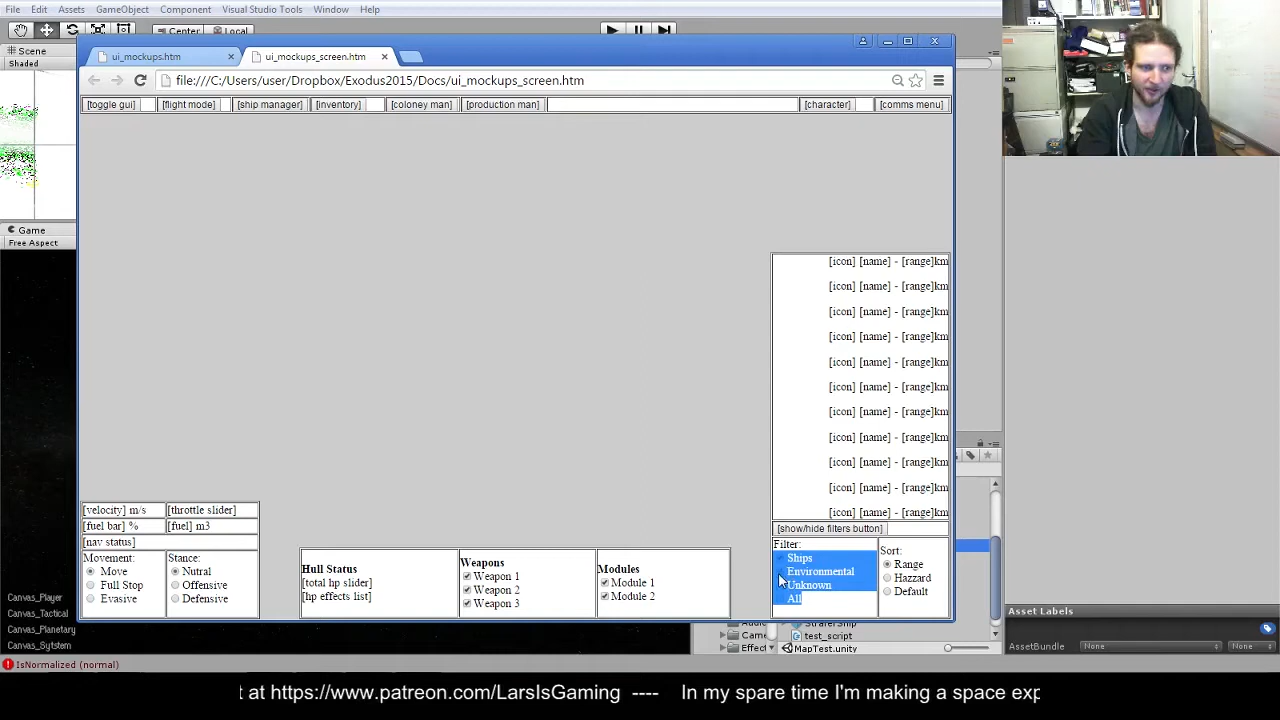 File Edit Assets GameObject Component Visual Studio Tools Window Help
Center Local
Scene
Shaded
Game
Free Aspect
ui_mockups.htm
ui_mockups_screen.htm
file:///C:/Users/user/Dropbox/Exodus2015/Docs/ui_mockups_screen.htm
[toggle gui] [flight mode] [ship manager] [inventory] [coloney man] [production man] [character] [comms menu]
[icon] [name] - [range]km
[icon] [name] - [range]km
[icon] [name] - [range]km
[icon] [name] - [range]km
[icon] [name] - [range]km
[icon] [name] - [range]km
[icon] [name] - [range]km
[icon] [name] - [range]km
[icon] [name] - [range]km
[icon] [name] - [range]km
[icon] [name] - [range]km
[show/hide filters button]
Filter:
Ships
Environmental
Unknown
All
Sort:
Range
Hazzard
Default
[velocity] m/s [throttle slider]
[fuel bar] % [fuel] m3
[nav status]
Movement:
Move
Full Stop
Evasive
Stance:
Nutral
Offensive
Defensive
Hull Status
[total hp slider]
[hp effects list]
Weapons
Weapon 1
Weapon 2
Weapon 3
Modules
Module 1
Module 2
Canvas_Player
Canvas_Tactical
Canvas_Planetary
Canvas_Sytstem
test_script
MapTest.unity
Asset Labels
AssetBundle None None
IsNormalized (normal)
t at https://www.patreon.com/LarsIsGaming ---- In my spare time I'm making a space exp